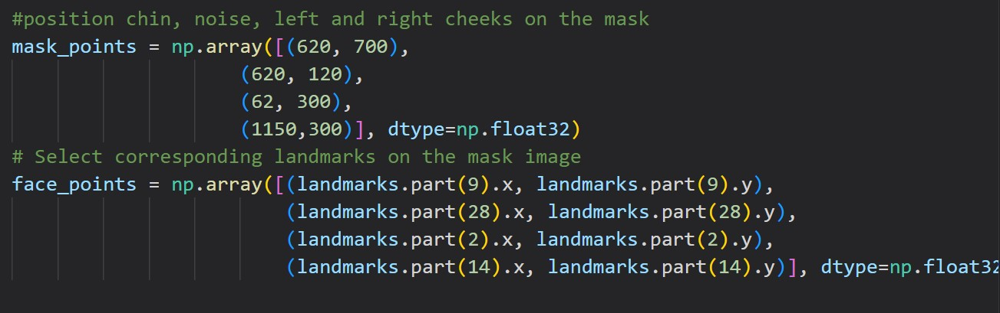 #position chin, noise, left and right cheeks on the mask
mask_points = np.array([(620, 700),
(620, 120),
(62, 300),
(1150,300)], dtype=np.float32)
# Select corresponding landmarks on the mask image
face_points = np.array([(landmarks.part(9).x, landmarks.part(9).y),
(landmarks.part(28).x, landmarks.part(28).y),
(landmarks.part(2).x, landmarks.part(2).y),
(landmarks.part(14).x, landmarks.part(14).y)], dtype=np.float32